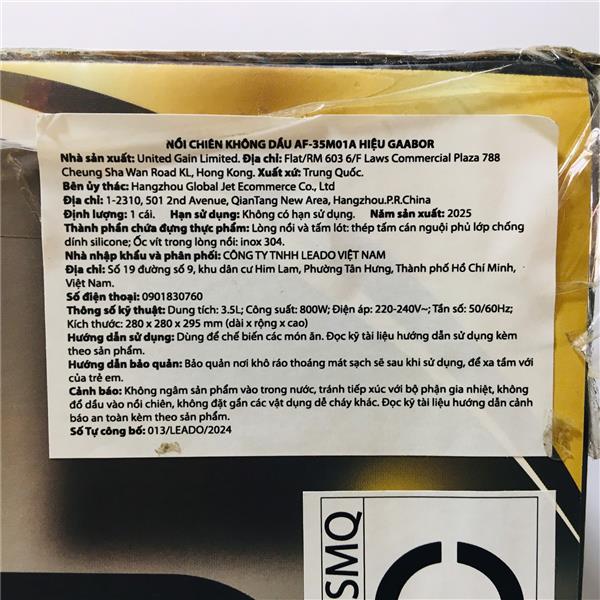 NỒI CHIÊN KHÔNG DẦU AF-35M01A HIỆU GAABOR
Nhà sản xuất: United Gain Limited. Địa chỉ: Flat/RM 603 6/F Laws Commercial Plaza 788
Cheung Sha Wan Road KL, Hong Kong. Xuất xứ: Trung Quốc.
Bên ủy thác: Hangzhou Global Jet Ecommerce Co., Ltd
Địa chỉ: 1-2310, 501 2nd Avenue, QianTang New Area, Hangzhou.P.R.China
Định lượng: 1 cái. Hạn sử dụng: Không có hạn sử dụng. Năm sản xuất: 2025
Thành phần chứa đựng thực phẩm: Lòng nồi và tấm lót: thép tấm cán nguội phủ lớp chống
dính silicone; Ốc vít trong lòng nồi: inox 304.
Nhà nhập khẩu và phân phối: CÔNG TY TNHH LEADO VIỆT NAM
Địa chỉ: Số 19 đường số 9, khu dân cư Him Lam, Phường Tân Hưng, Thành phố Hồ Chí Minh,
Việt Nam.
Số điện thoại: 0901830760
Thông số kỹ thuật: Dung tích: 3.5L; Công suất: 800W; Điện áp: 220-240V~; Tần số: 50/60Hz;
Kích thước: 280 x 280 x 295 mm (dài x rộng x cao)
Hướng dẫn sử dụng: Dùng để chế biến các món ăn. Đọc kỹ tài liệu hướng dẫn sử dụng kèm
theo sản phẩm.
Hướng dẫn bảo quản: Bảo quản nơi khô ráo thoáng mát sạch sẽ sau khi sử dụng, để xa tầm với
của trẻ em.
Cảnh báo: Không ngâm sản phẩm vào trong nước, tránh tiếp xúc với bộ phận gia nhiệt, không
đổ dầu vào nồi chiên, không đặt gần các vật dụng dễ cháy khác. Đọc kỹ tài liệu hướng dẫn cảnh
báo an toàn kèm theo sản phẩm.
Số Tự công bố: 013/LEADO/2024
SMQ